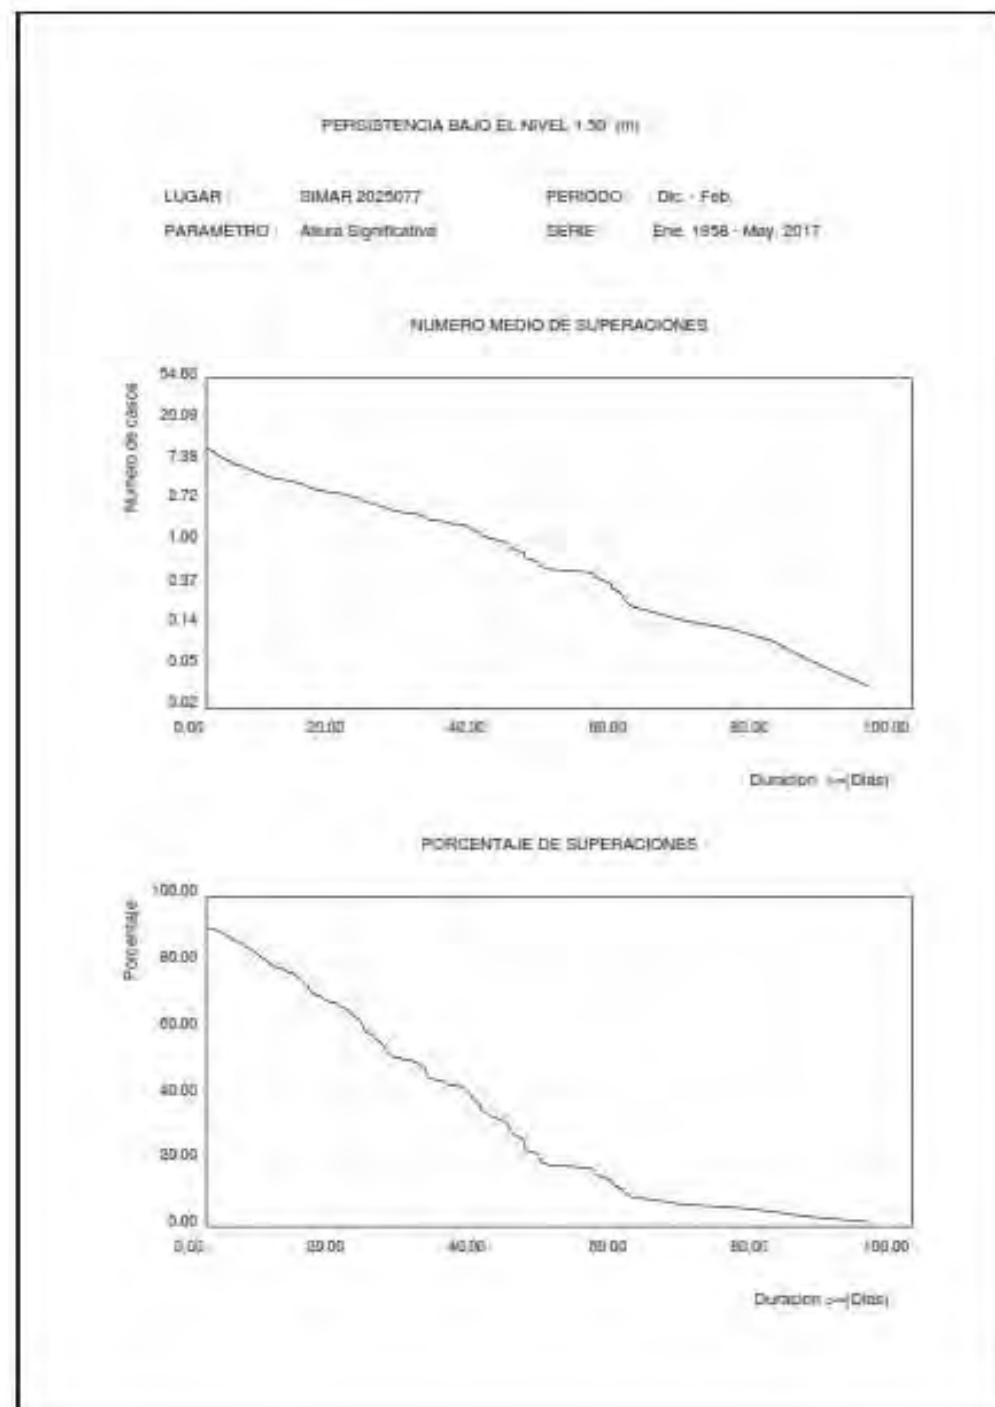 PERSISTENCIA BAJO EL NIVEL 1.50 (m)
LUGAR : SIMAR 2025077 PERIODO : Dic. - Feb.
PARAMETRO : Altura Significativa SERIE : Ene. 1958 - May. 2017
NUMERO MEDIO DE SUPERACIONES
Numero de casos
54.60
20.09
7.39
2.72
1.00
0.37
0.14
0.05
0.02
0.00 20.00 40.00 60.00 80.00 100.00
Duracion >=(Dias)
PORCENTAJE DE SUPERACIONES
Porcentaje
100.00
80.00
60.00
40.00
20.00
0.00
0.00 20.00 40.00 60.00 80.00 100.00
Duracion >=(Dias)